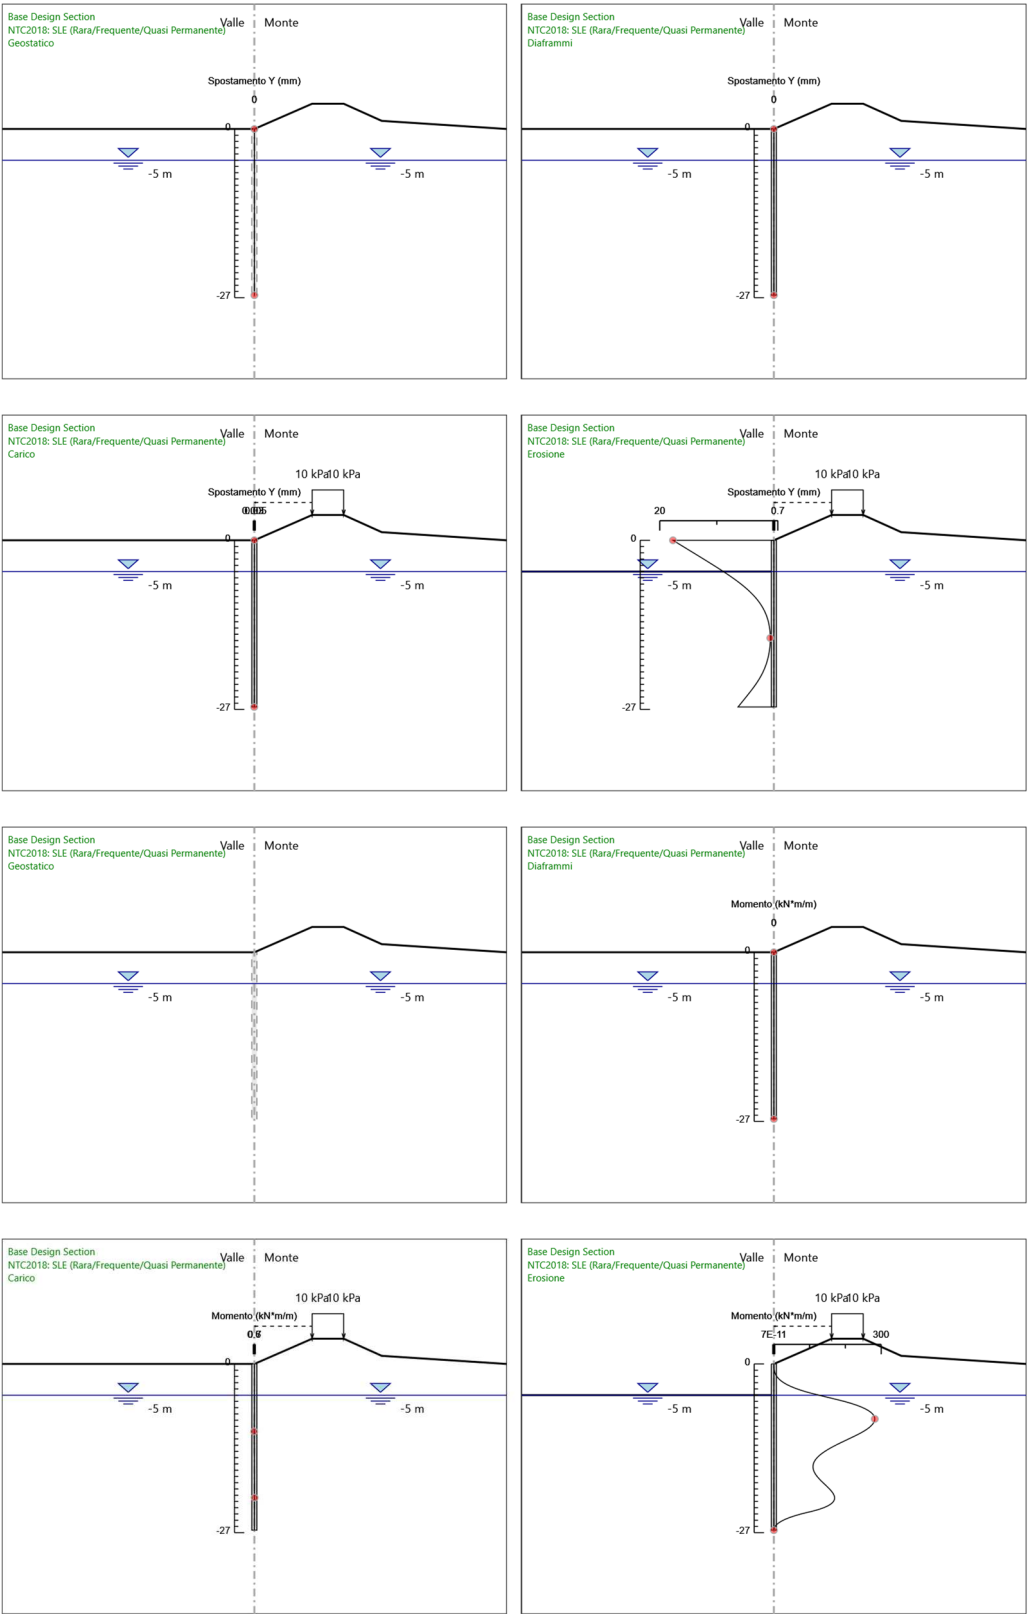 Base Design Section
NTC2018: SLE (Rara/Frequente/Quasi Permanente)
Geostatico
Valle Monte
Spostamento Y (mm)
0
0
-5 m
-5 m
-27
Base Design Section
NTC2018: SLE (Rara/Frequente/Quasi Permanente)
Diaframmi
Valle Monte
Spostamento Y (mm)
0
0
-5 m
-5 m
-27
Base Design Section
NTC2018: SLE (Rara/Frequente/Quasi Permanente)
Carico
Valle Monte
10 kPa 10 kPa
Spostamento Y (mm)
0
-5 m
-5 m
-27
Base Design Section
NTC2018: SLE (Rara/Frequente/Quasi Permanente)
Erosione
Valle Monte
10 kPa 10 kPa
Spostamento Y (mm)
20 0.7
0
-5 m
-5 m
-27
Base Design Section
NTC2018: SLE (Rara/Frequente/Quasi Permanente)
Geostatico
Valle Monte
-5 m
-5 m
Base Design Section
NTC2018: SLE (Rara/Frequente/Quasi Permanente)
Diaframmi
Valle Monte
Momento (kN*m/m)
0
0
-5 m
-5 m
-27
Base Design Section
NTC2018: SLE (Rara/Frequente/Quasi Permanente)
Carico
Valle Monte
10 kPa 10 kPa
Momento (kN*m/m)
0
-5 m
-5 m
-27
Base Design Section
NTC2018: SLE (Rara/Frequente/Quasi Permanente)
Erosione
Valle Monte
10 kPa 10 kPa
Momento (kN*m/m)
7E-11 300
0
-5 m
-5 m
-27